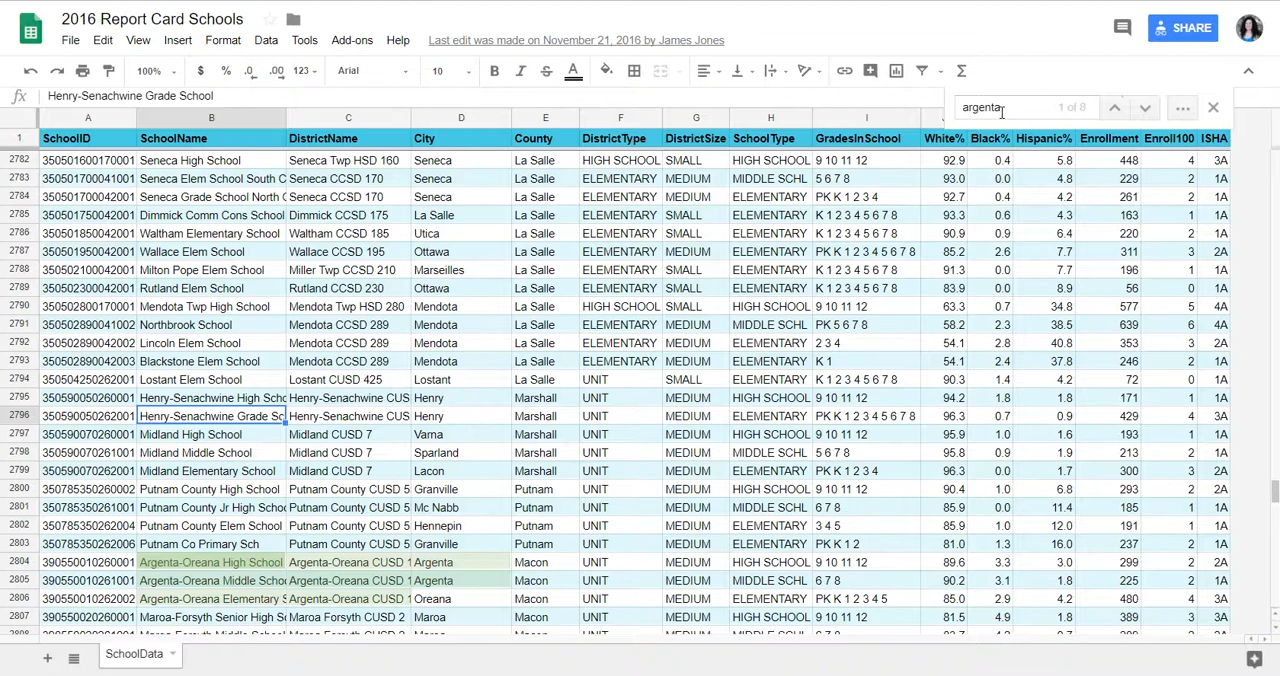 2016 Report Card Schools
SHARE
File Edit View Insert Format Data Tools Add-ons Help Last edit was made on November 21, 2016 by James Jones
100% $ % .0 .00 123 Arial 10 B I S A
fx Henry-Senachwine Grade School
argenta 1 of 8
A B C D E F G H I
1 SchoolID SchoolName DistrictName City County DistrictType DistrictSize SchoolType GradesInSchool White% Black% Hispanic% Enrollment Enroll100 ISHA
2782 350501600170001 Seneca High School Seneca Twp HSD 160 Seneca La Salle HIGH SCHOOL SMALL HIGH SCHOOL 9 10 11 12 92.9 0.4 5.8 448 4 3A
2783 350501700041001 Seneca Elem School South C Seneca CCSD 170 Seneca La Salle ELEMENTARY MEDIUM MIDDLE SCHL 5 6 7 8 93.0 0.0 4.8 229 2 1A
2784 350501700042002 Seneca Grade School North C Seneca CCSD 170 Seneca La Salle ELEMENTARY MEDIUM ELEMENTARY PK K 1 2 3 4 92.7 0.4 4.2 261 2 1A
2785 350501750042001 Dimmick Comm Cons School Dimmick CCSD 175 La Salle La Salle ELEMENTARY SMALL ELEMENTARY K 1 2 3 4 5 6 7 8 93.3 0.6 4.3 163 1 1A
2786 350501850042001 Waltham Elementary School Waltham CCSD 185 Utica La Salle ELEMENTARY SMALL ELEMENTARY K 1 2 3 4 5 6 7 8 90.9 0.9 6.4 220 2 1A
2787 350501950042001 Wallace Elem School Wallace CCSD 195 Ottawa La Salle ELEMENTARY MEDIUM ELEMENTARY PK K 1 2 3 4 5 6 7 8 85.2 2.6 7.7 311 3 2A
2788 350502100042001 Milton Pope Elem School Miller Twp CCSD 210 Marseilles La Salle ELEMENTARY SMALL ELEMENTARY K 1 2 3 4 5 6 7 8 91.3 0.0 7.7 196 1 1A
2789 350502300042001 Rutland Elem School Rutland CCSD 230 Ottawa La Salle ELEMENTARY SMALL ELEMENTARY K 1 2 3 4 5 6 7 8 83.9 0.0 8.9 56 0 1A
2790 350502800170001 Mendota Twp High School Mendota Twp HSD 280 Mendota La Salle HIGH SCHOOL MEDIUM HIGH SCHOOL 9 10 11 12 63.3 0.7 34.8 577 5 4A
2791 350502890041002 Northbrook School Mendota CCSD 289 Mendota La Salle ELEMENTARY MEDIUM MIDDLE SCHL PK 5 6 7 8 58.2 2.3 38.5 639 6 4A
2792 350502890042002 Lincoln Elem School Mendota CCSD 289 Mendota La Salle ELEMENTARY MEDIUM ELEMENTARY 2 3 4 54.1 2.8 40.8 353 3 2A
2793 350502890042003 Blackstone Elem School Mendota CCSD 289 Mendota La Salle ELEMENTARY MEDIUM ELEMENTARY K 1 54.1 2.4 37.8 246 2 1A
2794 350504250262001 Lostant Elem School Lostant CUSD 425 Lostant La Salle UNIT SMALL ELEMENTARY K 1 2 3 4 5 6 7 8 90.3 1.4 4.2 72 0 1A
2795 350590050260001 Henry-Senachwine High Scho Henry-Senachwine CUS Henry Marshall UNIT MEDIUM HIGH SCHOOL 9 10 11 12 94.2 1.8 1.8 171 1 1A
2796 350590050262001 Henry-Senachwine Grade Sc Henry-Senachwine CUS Henry Marshall UNIT MEDIUM ELEMENTARY PK K 1 2 3 4 5 6 7 8 96.3 0.7 0.9 429 4 3A
2797 350590070260001 Midland High School Midland CUSD 7 Varna Marshall UNIT MEDIUM HIGH SCHOOL 9 10 11 12 95.9 1.0 1.6 193 1 1A
2798 350590070261001 Midland Middle School Midland CUSD 7 Sparland Marshall UNIT MEDIUM MIDDLE SCHL 5 6 7 8 95.8 0.9 1.9 213 2 1A
2799 350590070262001 Midland Elementary School Midland CUSD 7 Lacon Marshall UNIT MEDIUM ELEMENTARY PK K 1 2 3 4 96.3 0.0 1.7 300 3 2A
2800 350785350260002 Putnam County High School Putnam County CUSD 5 Granville Putnam UNIT MEDIUM HIGH SCHOOL 9 10 11 12 90.4 1.0 6.8 293 2 1A
2801 350785350261001 Putnam County Jr High Schoo Putnam County CUSD 5 Mc Nabb Putnam UNIT MEDIUM MIDDLE SCHL 6 7 8 85.9 0.0 11.4 185 1 1A
2802 350785350262004 Putnam County Elem School Putnam County CUSD 5 Hennepin Putnam UNIT MEDIUM ELEMENTARY 3 4 5 85.9 1.0 12.0 191 1 1A
2803 350785350262006 Putnam Co Primary Sch Putnam County CUSD 5 Granville Putnam UNIT MEDIUM ELEMENTARY PK K 1 2 81.0 1.3 16.0 237 2 1A
2804 390550010260001 Argenta-Oreana High School Argenta-Oreana CUSD 1 Argenta Macon UNIT MEDIUM HIGH SCHOOL 9 10 11 12 89.6 3.3 3.0 299 2 2A
2805 390550010261001 Argenta-Oreana Middle Schoo Argenta-Oreana CUSD 1 Argenta Macon UNIT MEDIUM MIDDLE SCHL 6 7 8 90.2 3.1 1.8 225 2 1A
2806 390550010262002 Argenta-Oreana Elementary S Argenta-Oreana CUSD 1 Oreana Macon UNIT MEDIUM ELEMENTARY PK K 1 2 3 4 5 85.0 2.9 4.2 480 4 3A
2807 390550020260001 Maroa-Forsyth Senior High S Maroa Forsyth CUSD 2 Maroa Macon UNIT MEDIUM HIGH SCHOOL 9 10 11 12 81.5 4.9 1.8 389 3 2A
SchoolData